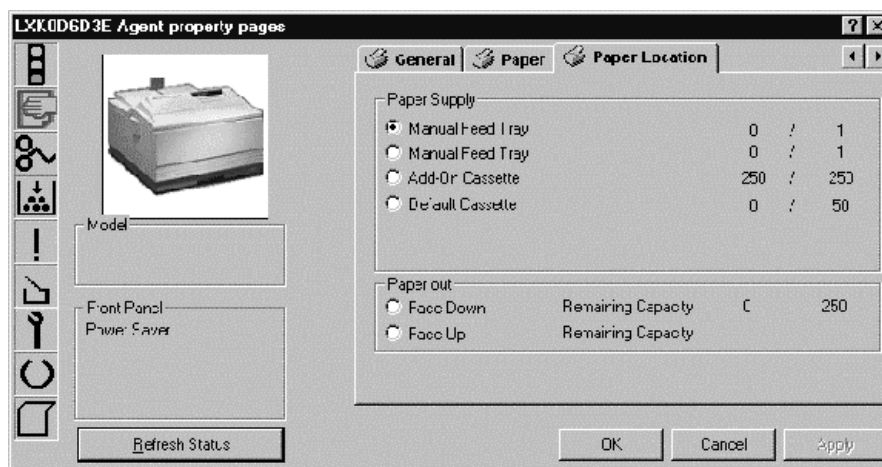 LXK0D6D3E Agent property pages
General Paper Paper Location
Paper Supply
Manual Feed Tray 0 / 1
Manual Feed Tray 0 / 1
Add-On Cassette 250 / 250
Default Cassette 0 / 50
Model
Paper out
Face Down Remaining Capacity 0 250
Face Up Remaining Capacity
Front Panel
Power Saver
Refresh Status
OK Cancel Apply